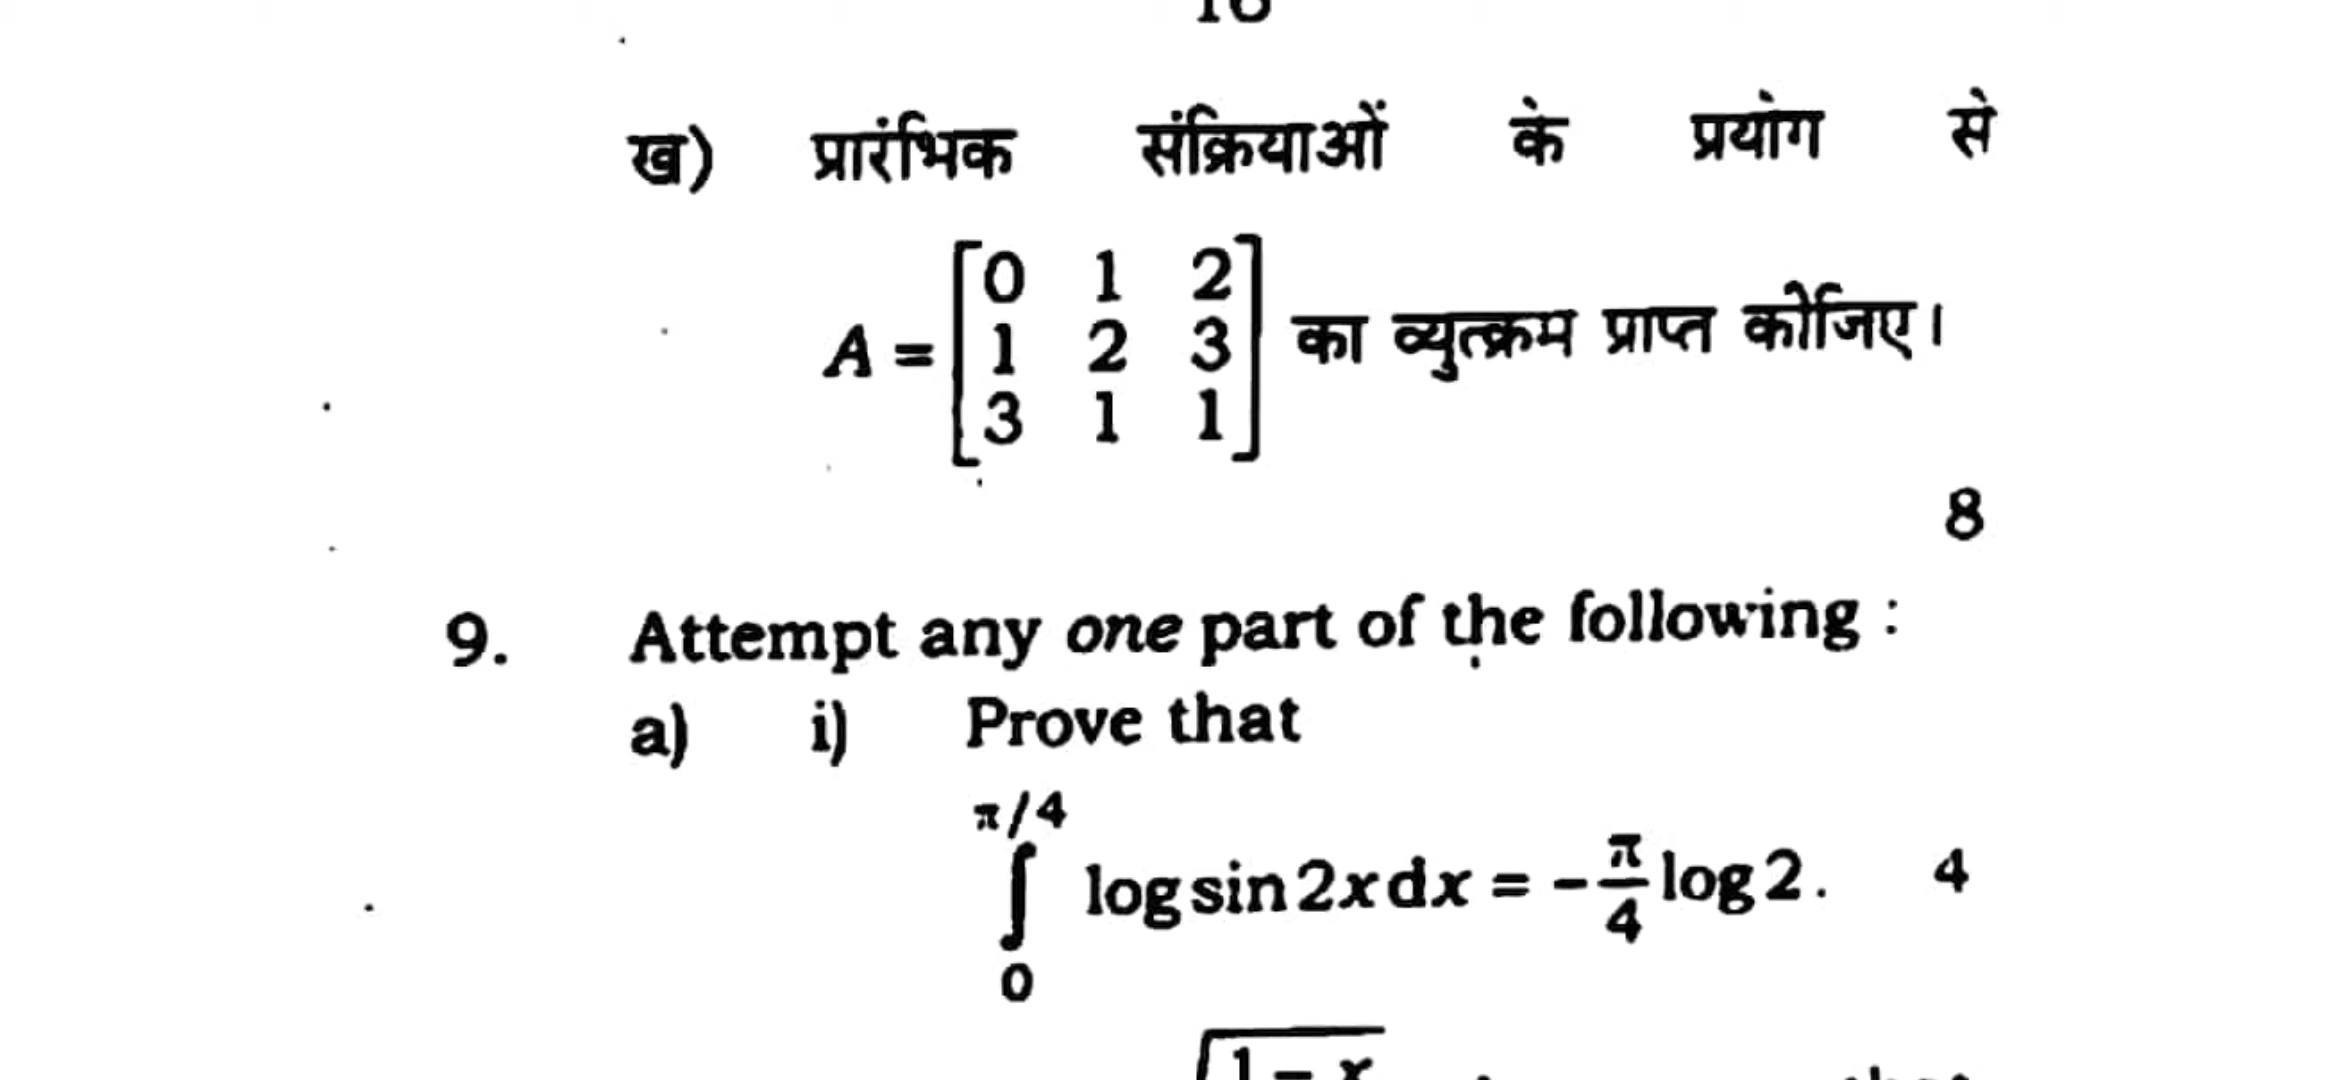 ख) प्रारंभिक संक्रियाओं के प्रयोग से
A = [0 1 2
1 2 3
3 1 1] का व्युत्क्रम प्राप्त कीजिए।
8
9. Attempt any one part of the following :
a) i) Prove that
π/4
∫ log sin 2x dx = -π/4 log 2. 4
0
√1 – x